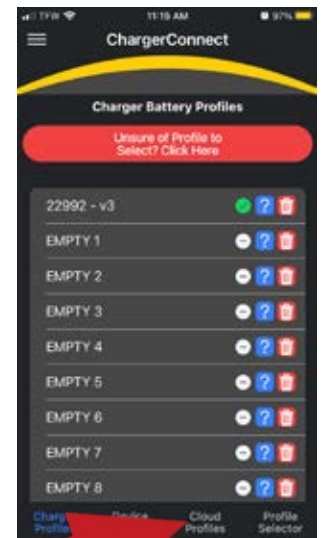 TFW 11:15 AM 97%
ChargerConnect
Charger Battery Profiles
Unsure of Profile to
Select? Click Here
22992 - v3
EMPTY 1
EMPTY 2
EMPTY 3
EMPTY 4
EMPTY 5
EMPTY 6
EMPTY 7
EMPTY 8
Cloud Profile
Profiles Selector